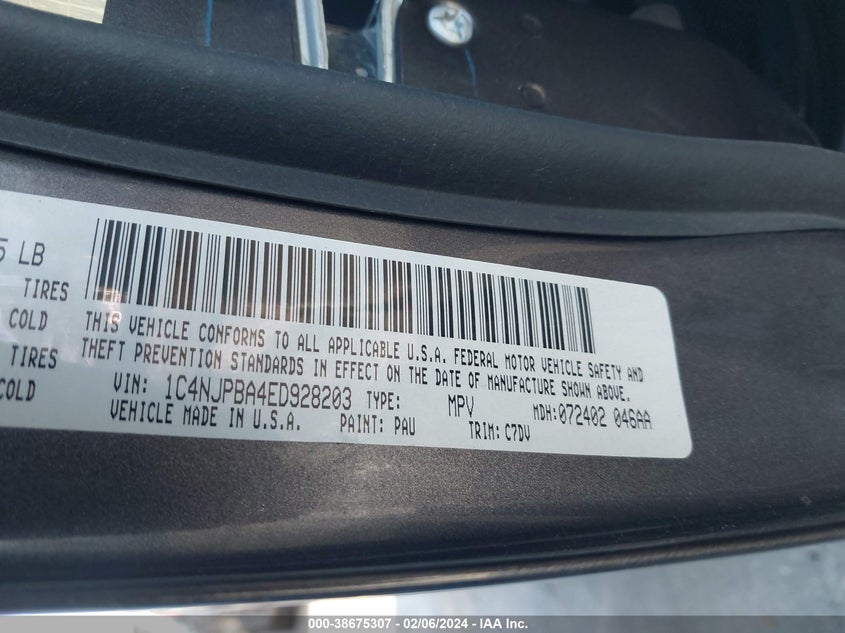 5 LB
TIRES
COLD
TIRES
COLD
THIS VEHICLE CONFORMS TO ALL APPLICABLE U.S.A. FEDERAL MOTOR VEHICLE SAFETY AND
THEFT PREVENTION STANDARDS IN EFFECT ON THE DATE OF MANUFACTURE SHOWN ABOVE.
VIN: 1C4NJPBA4ED928203 TYPE: MPV MDH:072402 046AA
VEHICLE MADE IN U.S.A. PAINT: PAU TRIM: C7DV
000-38675307 - 02/06/2024 - IAA Inc.